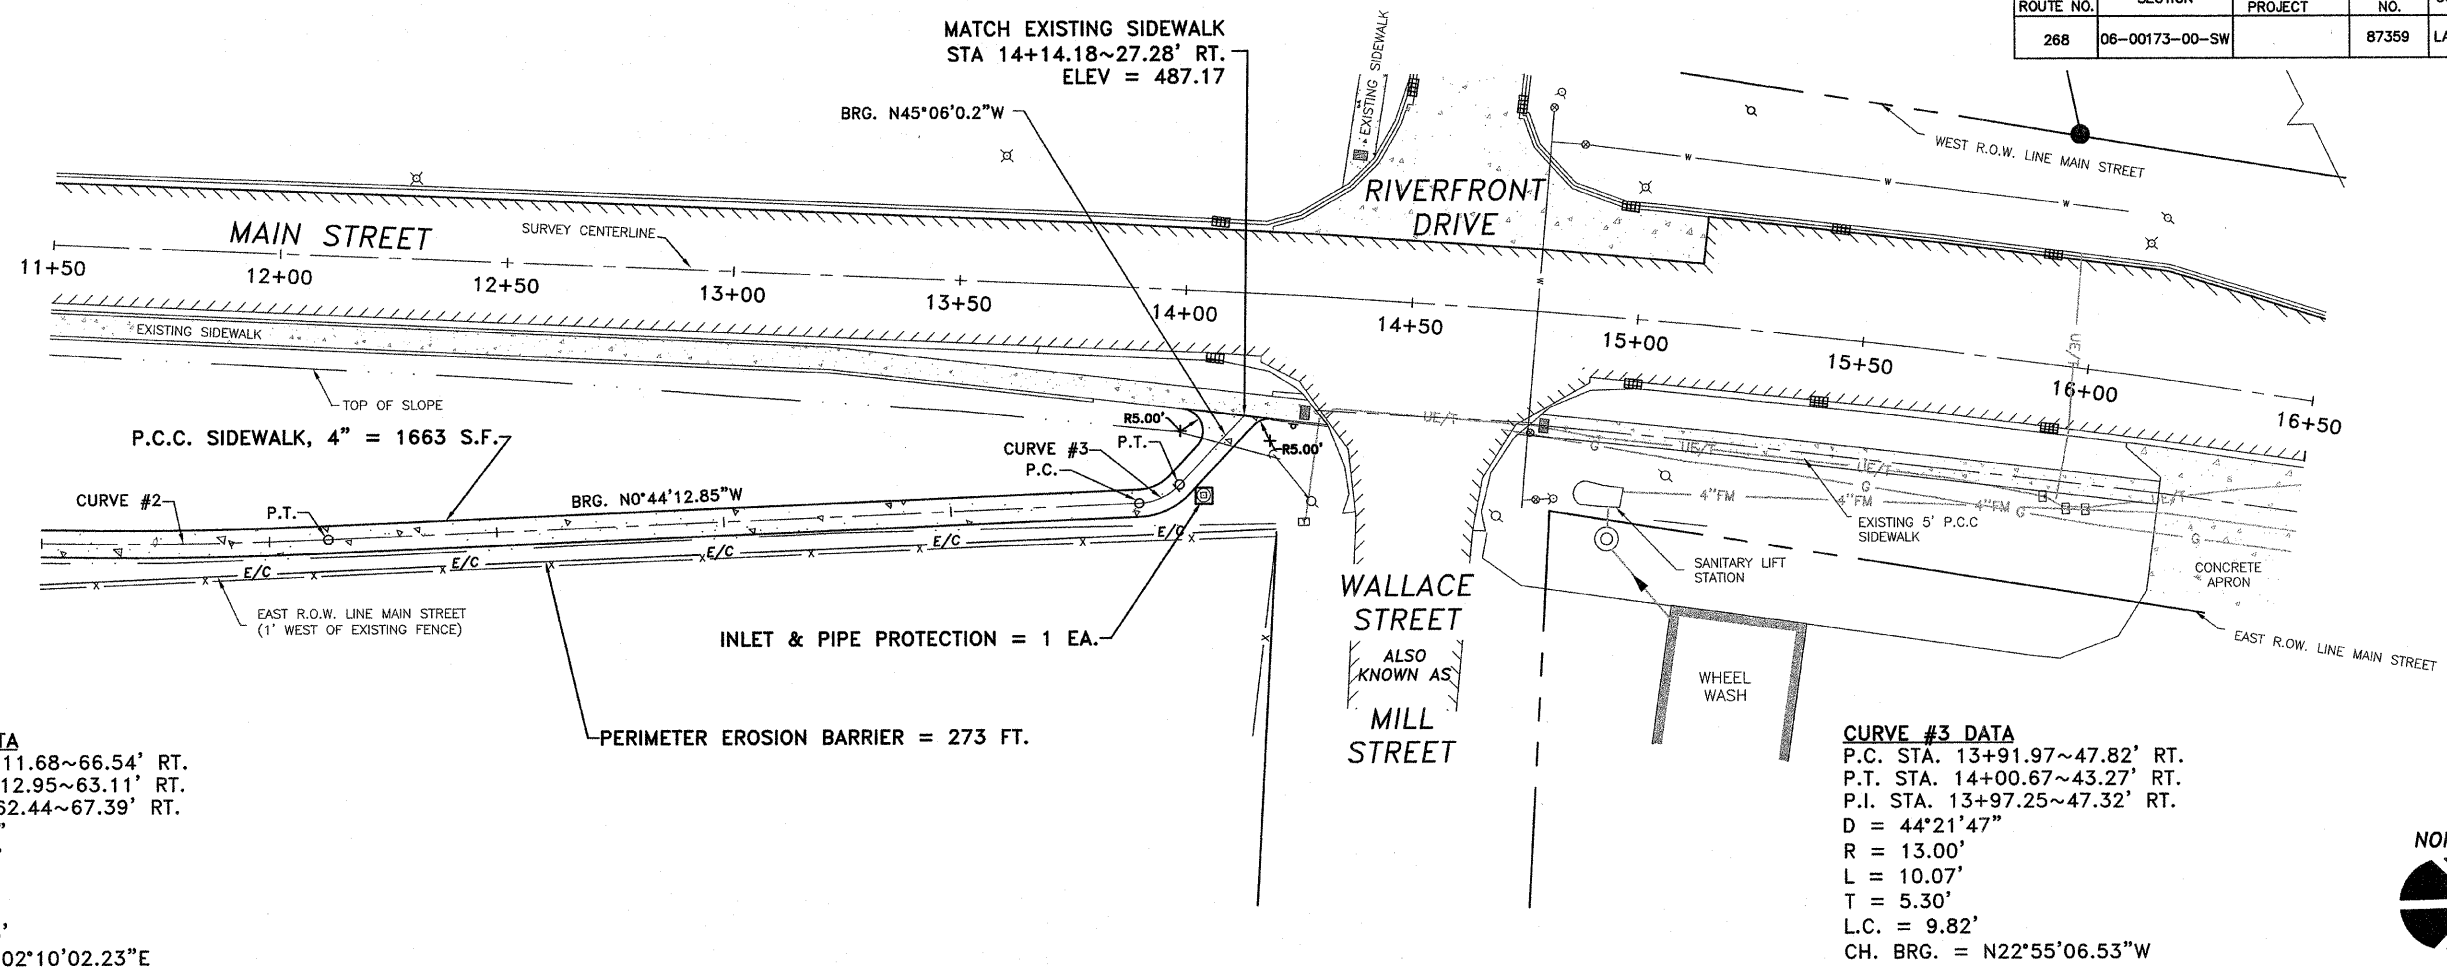 ROUTE NO.
SECTION
PROJECT
NO.
268
06-00173-00-SW
87359
MATCH EXISTING SIDEWALK
STA 14+14.18~27.28' RT.
ELEV = 487.17
BRG. N45°06'0.2"W
EXISTING SIDEWALK
WEST R.O.W. LINE MAIN STREET
W
W
W
W
RIVERFRONT
DRIVE
MAIN STREET
SURVEY CENTERLINE
11+50
12+00
12+50
13+00
13+50
14+00
14+50
15+00
15+50
16+00
16+50
EXISTING SIDEWALK
TOP OF SLOPE
P.C.C. SIDEWALK, 4" = 1663 S.F.
R5.00'
R5.00'
CURVE #3
P.T.
P.C.
UE/T
UE/T
UE/T
UE/T
UE/T
G
G
G
G
4"FM
4"FM
4"FM
CURVE #2
P.T.
BRG. N0°44'12.85"W
E/C
E/C
E/C
E/C
E/C
EXISTING 5' P.C.C
SIDEWALK
SANITARY LIFT
STATION
CONCRETE
APRON
EAST R.O.W. LINE MAIN STREET
(1' WEST OF EXISTING FENCE)
INLET & PIPE PROTECTION = 1 EA.
WALLACE
STREET
ALSO
KNOWN AS
MILL
STREET
EAST R.OW. LINE MAIN STREET
WHEEL
WASH
PERIMETER EROSION BARRIER = 273 FT.
TA
11.68~66.54' RT.
12.95~63.11' RT.
62.44~67.39' RT.
02°10'02.23"E
CURVE #3 DATA
P.C. STA. 13+91.97~47.82' RT.
P.T. STA. 14+00.67~43.27' RT.
P.I. STA. 13+97.25~47.32' RT.
D = 44°21'47"
R = 13.00'
L = 10.07'
T = 5.30'
L.C. = 9.82'
CH. BRG. = N22°55'06.53"W